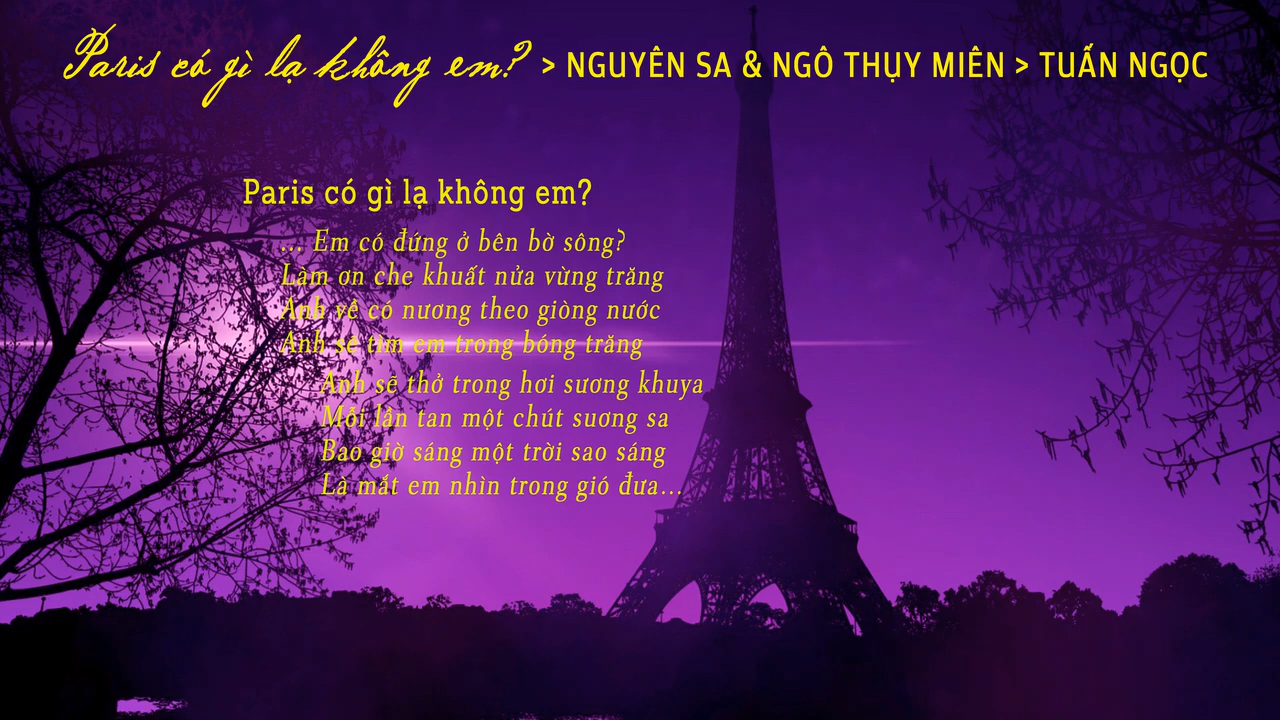 Paris có gì lạ không em? > NGUYÊN SA & NGÔ THỤY MIÊN > TUẤN NGỌC
Paris có gì lạ không em?
... Em có đứng ở bên bờ sông?
Làm ơn che khuất nửa vừng trăng
Anh về có nương theo giòng nước
Anh sẽ tìm em trong bóng trăng
Anh sẽ thở trong hơi sương khuya
Mỗi lần tan một chút suơng sa
Bao giờ sáng một trời sao sáng
Là mắt em nhìn trong gió đưa...